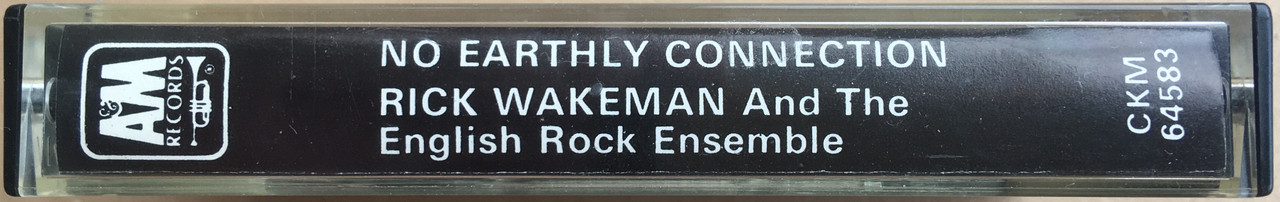 A&M
RECORDS
NO EARTHLY CONNECTION
RICK WAKEMAN And The
English Rock Ensemble
CKM
64583